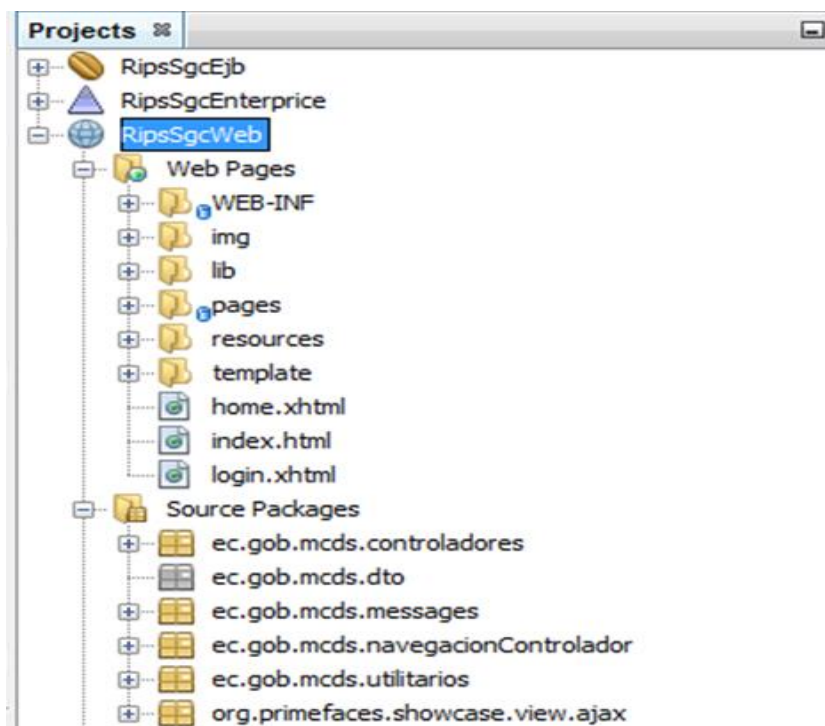 Projects
RipsSgcEjb
RipsSgcEnterprice
RipsSgcWeb
Web Pages
WEB-INF
img
lib
pages
resources
template
home.xhtml
index.html
login.xhtml
Source Packages
ec.gob.mcds.controladores
ec.gob.mcds.dto
ec.gob.mcds.messages
ec.gob.mcds.navegacionControlador
ec.gob.mcds.utilitarios
org.primefaces.showcase.view.ajax